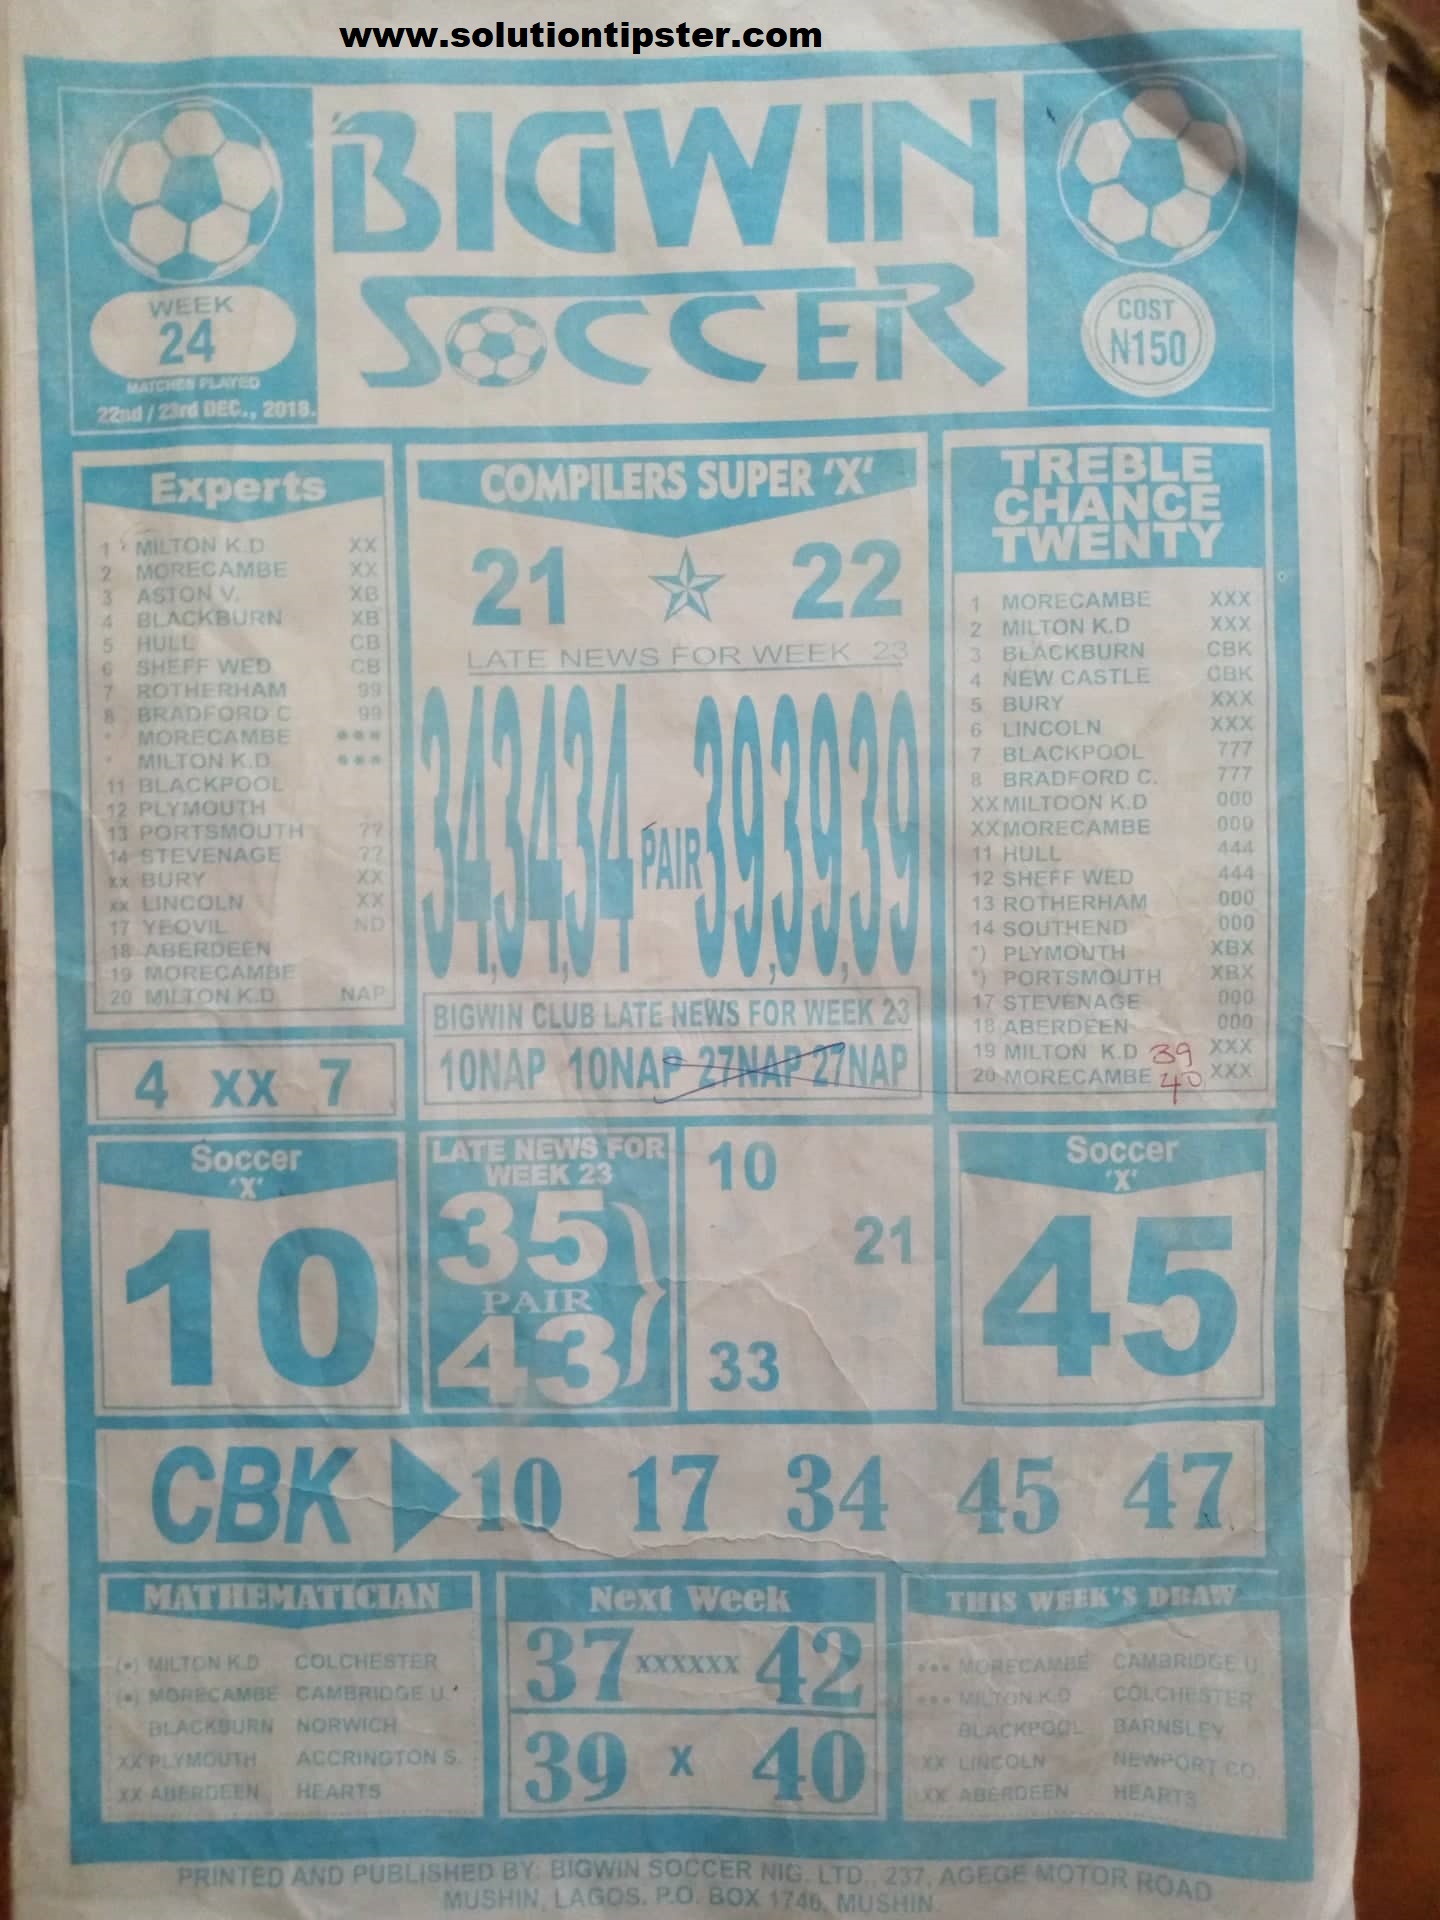 www.solutiontipster.com
BIGWIN
SOCCER
WEEK
24
MATCHES PLAYED
22nd / 23rd DEC., 2018.
COST
₦150
Experts
1 MILTON K.D XX
2 MORECAMBE XX
3 ASTON V. XB
4 BLACKBURN XB
5 HULL CB
6 SHEFF WED CB
7 ROTHERHAM 99
8 BRADFORD C. 99
* MORECAMBE ●●●
* MILTON K.D. ●●●
11 BLACKPOOL
12 PLYMOUTH
13 PORTSMOUTH ??
14 STEVENAGE ??
xx BURY XX
xx LINCOLN XX
17 YEOVIL ND
18 ABERDEEN
19 MORECAMBE
20 MILTON K.D. NAP
4 XX 7
COMPILERS SUPER 'X'
21 22
LATE NEWS FOR WEEK 23
34,34,34 PAIR 39,39,39
BIGWIN CLUB LATE NEWS FOR WEEK 23
10NAP 10NAP 27NAP 27NAP
TREBLE
CHANCE
TWENTY
1 MORECAMBE XXX
2 MILTON K.D XXX
3 BLACKBURN CBK
4 NEW CASTLE CBK
5 BURY XXX
6 LINCOLN XXX
7 BLACKPOOL 777
8 BRADFORD C. 777
XX MILTOON K.D 000
XX MORECAMBE 000
11 HULL 444
12 SHEFF WED 444
13 ROTHERHAM 000
14 SOUTHEND 000
*) PLYMOUTH XBX
*) PORTSMOUTH XBX
17 STEVENAGE 000
18 ABERDEEN 000
19 MILTON K.D 39 XXX
20 MORECAMBE 40 XXX
Soccer
'X'
10
LATE NEWS FOR
WEEK 23
35
PAIR
43
10
21
33
Soccer
'X'
45
CBK 10 17 34 45 47
MATHEMATICIAN
(●) MILTON K.D COLCHESTER
(●) MORECAMBE CAMBRIDGE U.
BLACKBURN NORWICH
XX PLYMOUTH ACCRINGTON S.
XX ABERDEEN HEARTS
Next Week
37 XXXXXX 42
39 X 40
THIS WEEK'S DRAW
●●● MORECAMBE CAMBRIDGE U.
●●● MILTON K.D COLCHESTER
BLACKPOOL BARNSLEY
XX LINCOLN NEWPORT CO.
XX ABERDEEN HEARTS
PRINTED AND PUBLISHED BY: BIGWIN SOCCER NIG. LTD., 237, AGEGE MOTOR ROAD
MUSHIN, LAGOS. P.O. BOX 1746, MUSHIN.